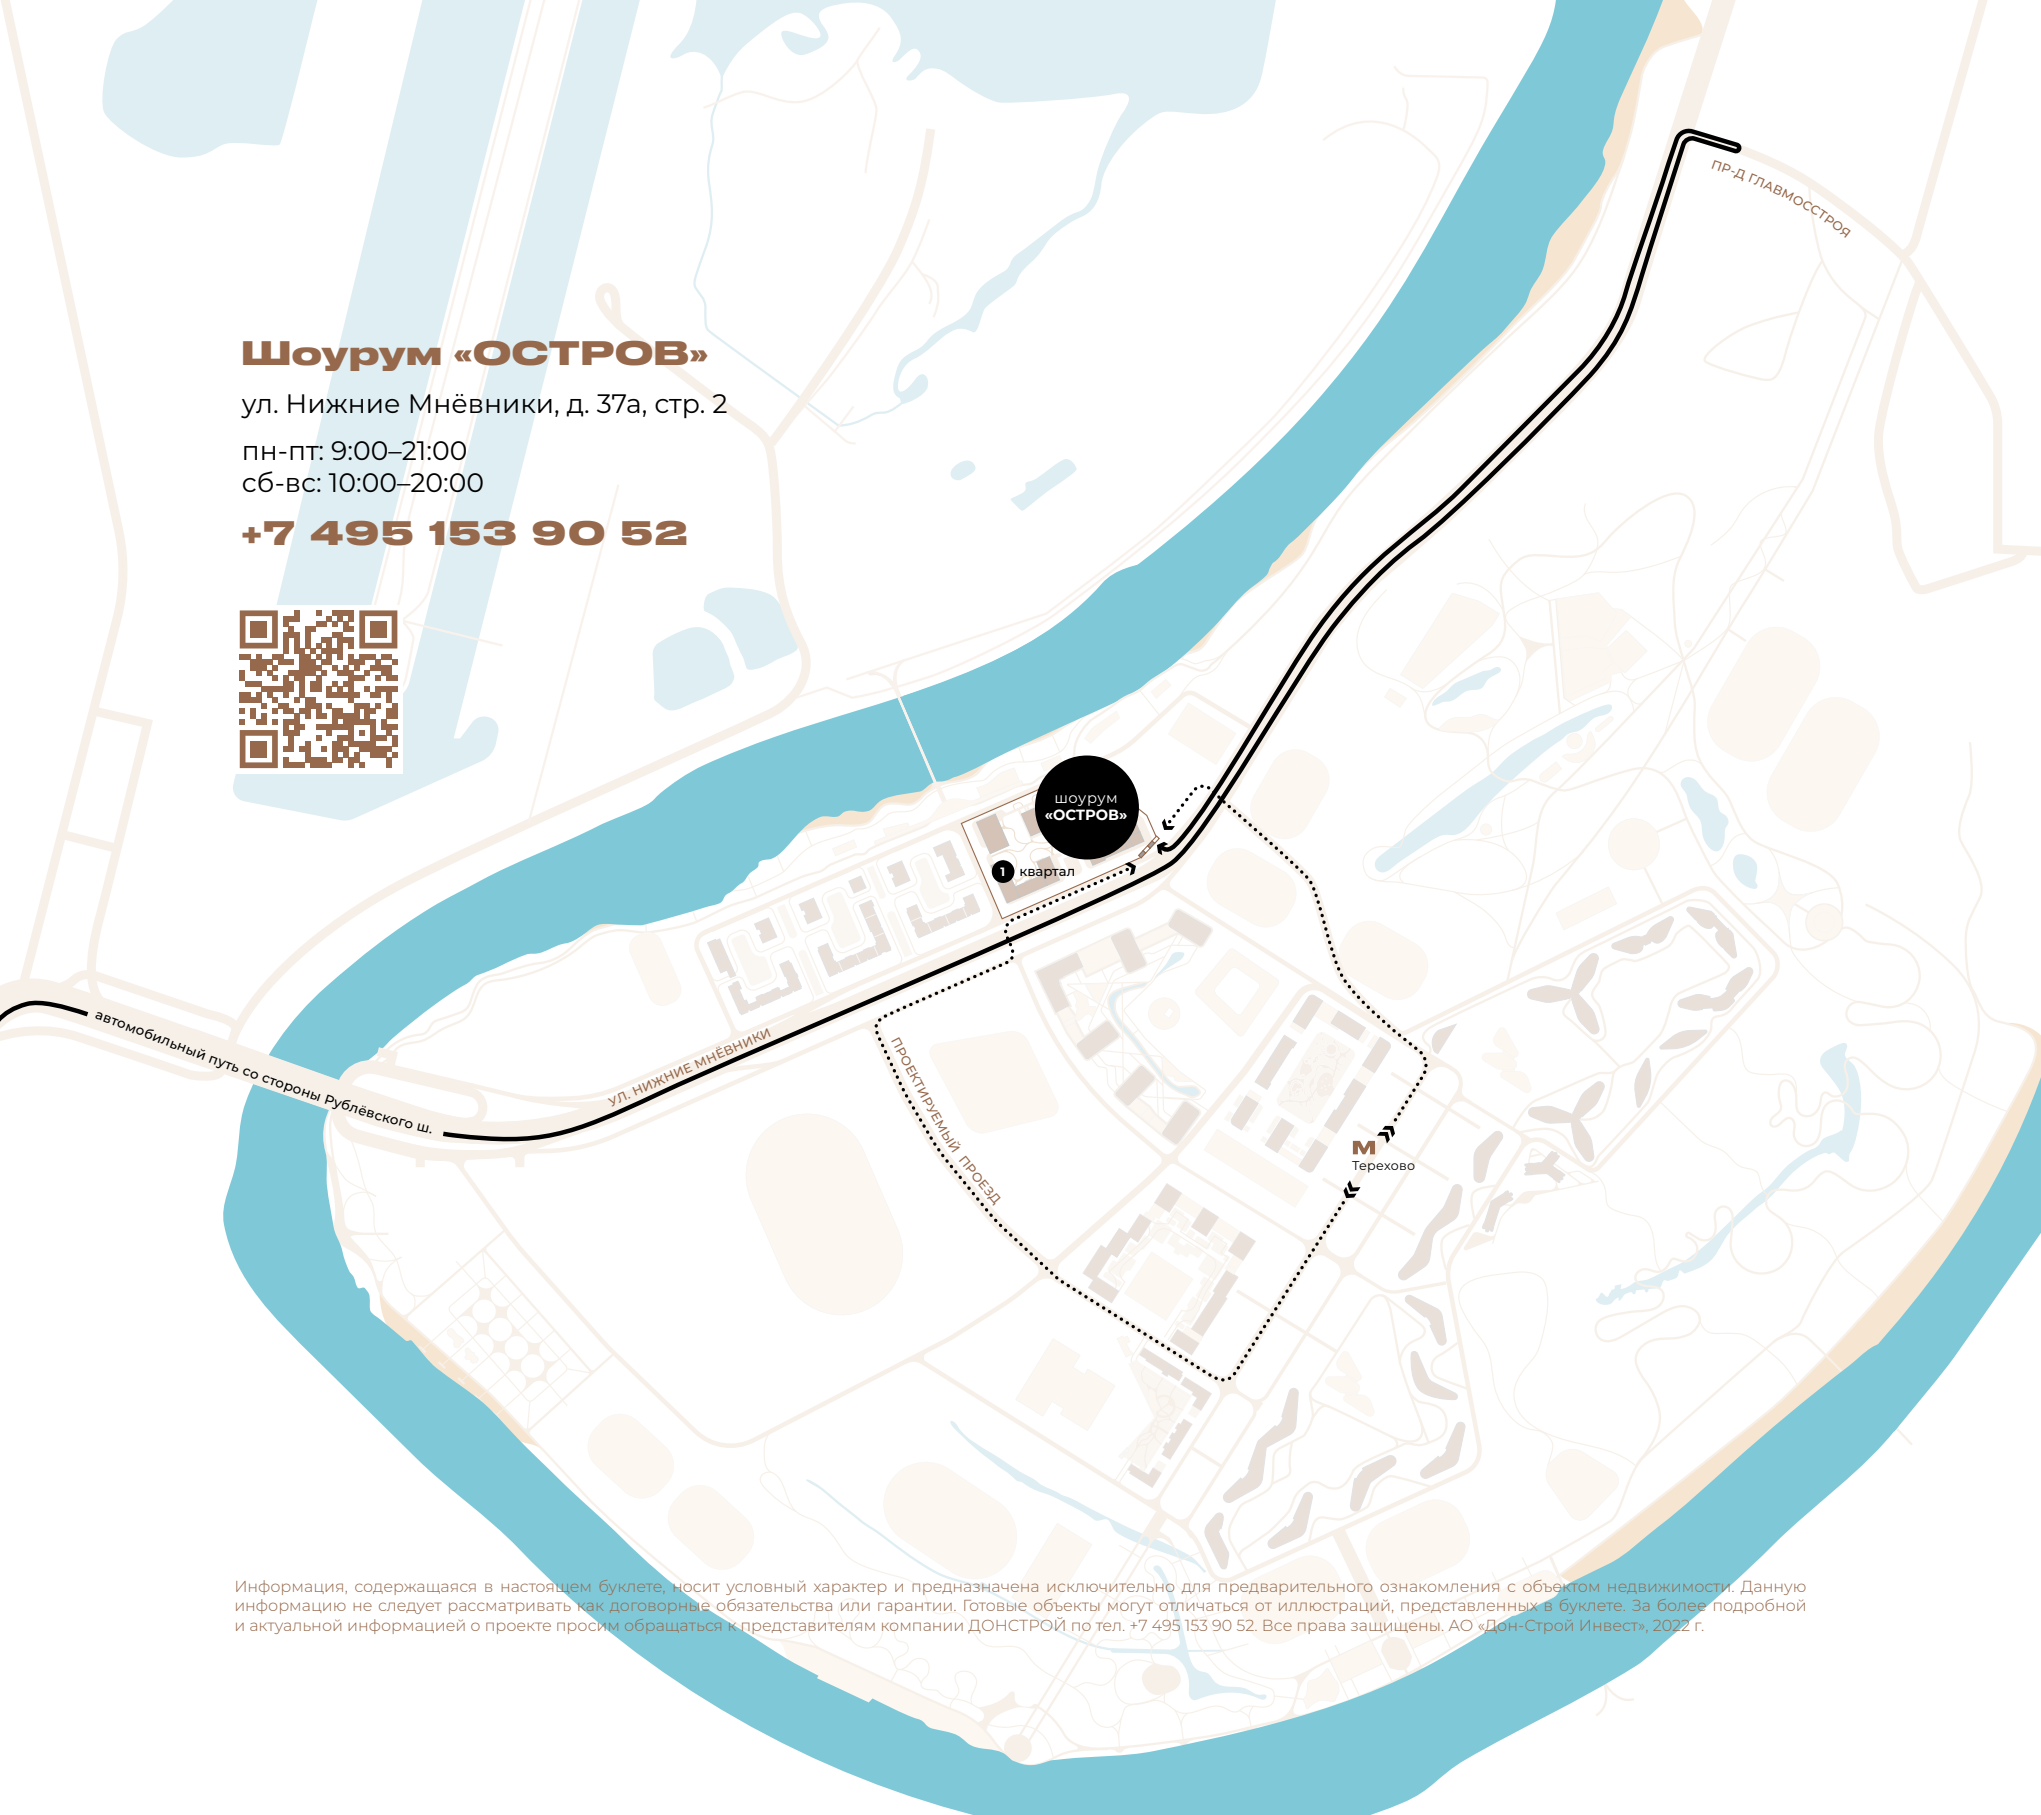 ПР-Д ГЛАВМОССТРОЯ
Шоурум «ОСТРОВ»
ул. Нижние Мнёвники, д. 37а, стр. 2
пн-пт: 9:00–21:00
сб-вс: 10:00–20:00
+7 495 153 90 52
шоурум
«ОСТРОВ»
1 квартал
автомобильный путь со стороны Рублёвского ш.
УЛ. НИЖНИЕ МНЁВНИКИ
ПРОЕКТИРУЕМЫЙ ПРОЕЗД
М
Терехово
Информация, содержащаяся в настоящем буклете, носит условный характер и предназначена исключительно для предварительного ознакомления с объектом недвижимости. Данную
информацию не следует рассматривать как договорные обязательства или гарантии. Готовые объекты могут отличаться от иллюстраций, представленных в буклете. За более подробной
и актуальной информацией о проекте просим обращаться к представителям компании ДОНСТРОЙ по тел. +7 495 153 90 52. Все права защищены. АО «Дон-Строй Инвест», 2022 г.